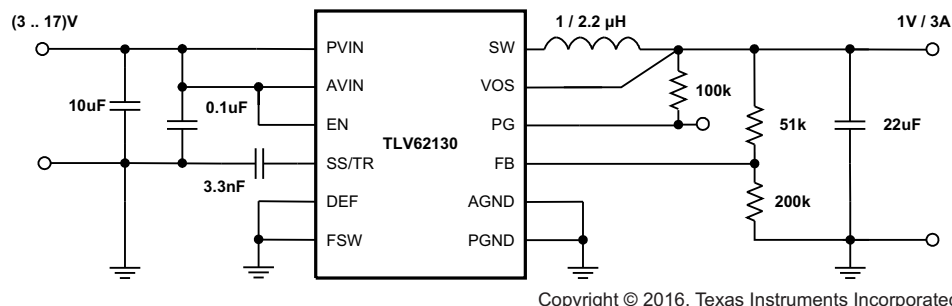 (3 .. 17)V
1 / 2.2 µH
1V / 3A
PVIN
SW
AVIN
VOS
10uF
0.1uF
100k
EN
PG
TLV62130
51k
22uF
SS/TR
FB
3.3nF
DEF
AGND
200k
FSW
PGND
Copyright © 2016, Texas Instruments Incorporated